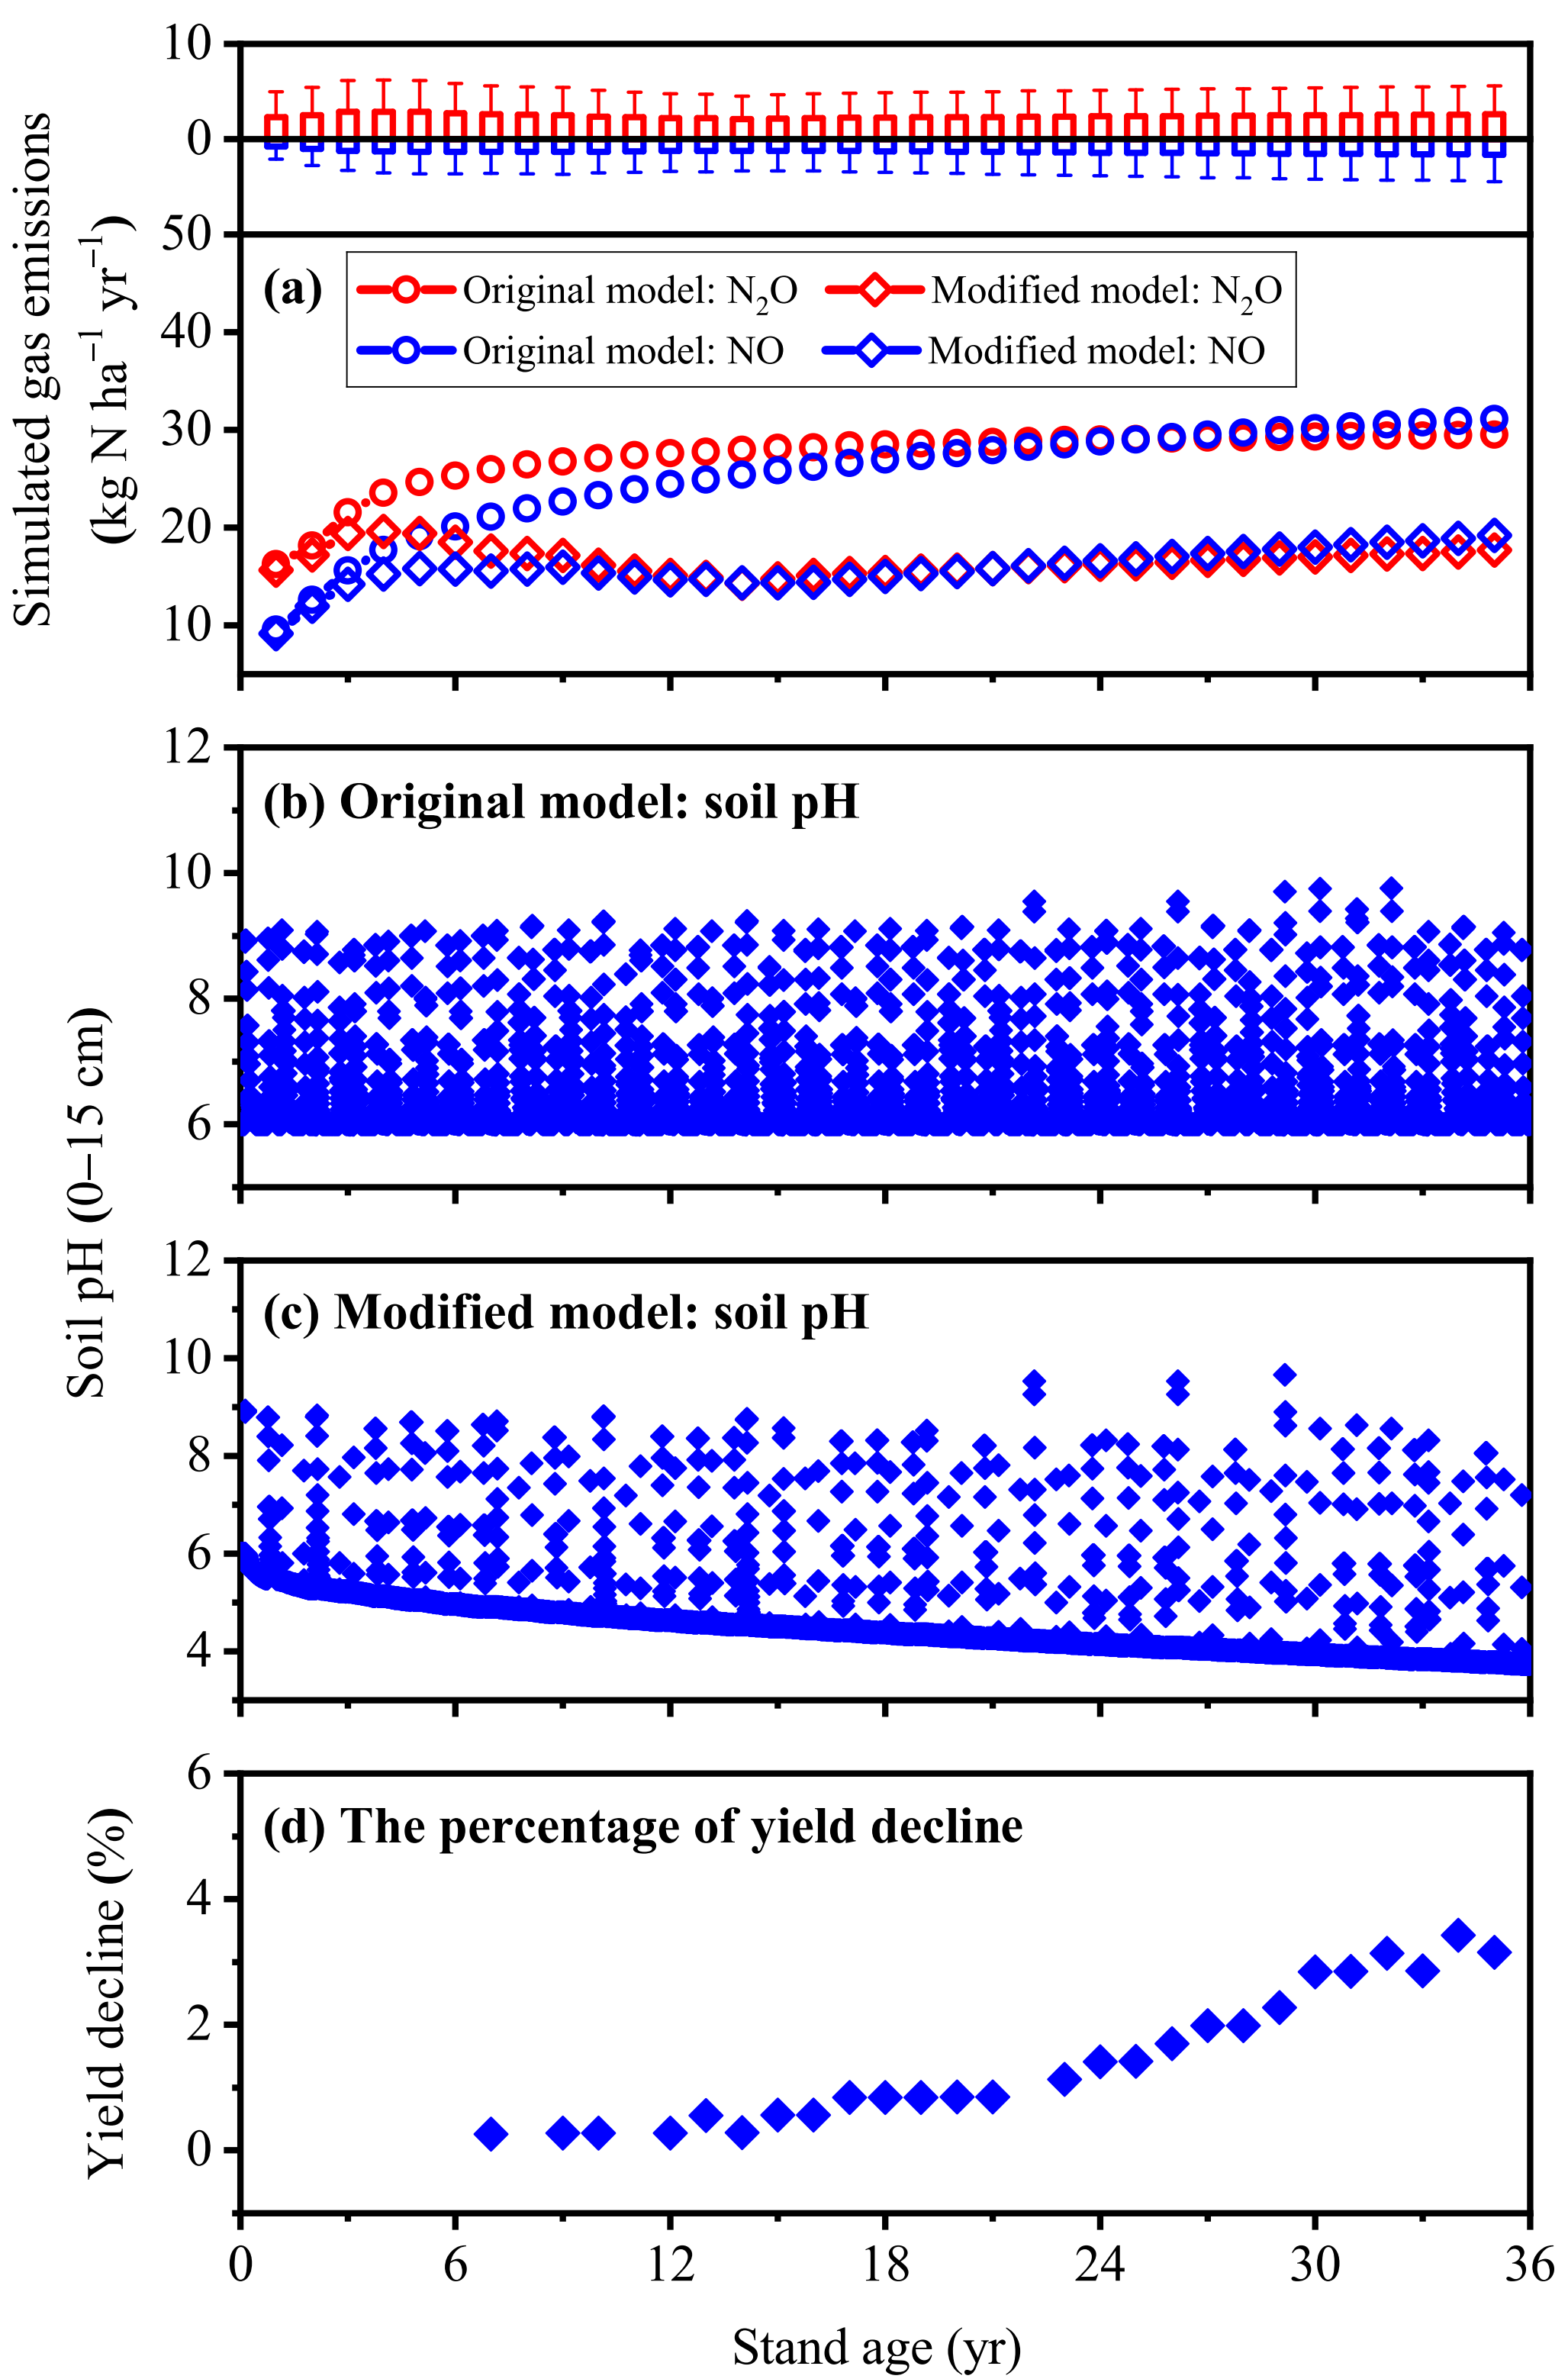 Simulated gas emissions
(kg N ha⁻¹ yr⁻¹)
10
0
50
40
30
20
10
(a)
Original model: N₂O
Modified model: N₂O
Original model: NO
Modified model: NO
Soil pH (0–15 cm)
12
10
8
6
(b) Original model: soil pH
12
10
8
6
4
(c) Modified model: soil pH
Yield decline (%)
6
4
2
0
(d) The percentage of yield decline
0 6 12 18 24 30 36
Stand age (yr)